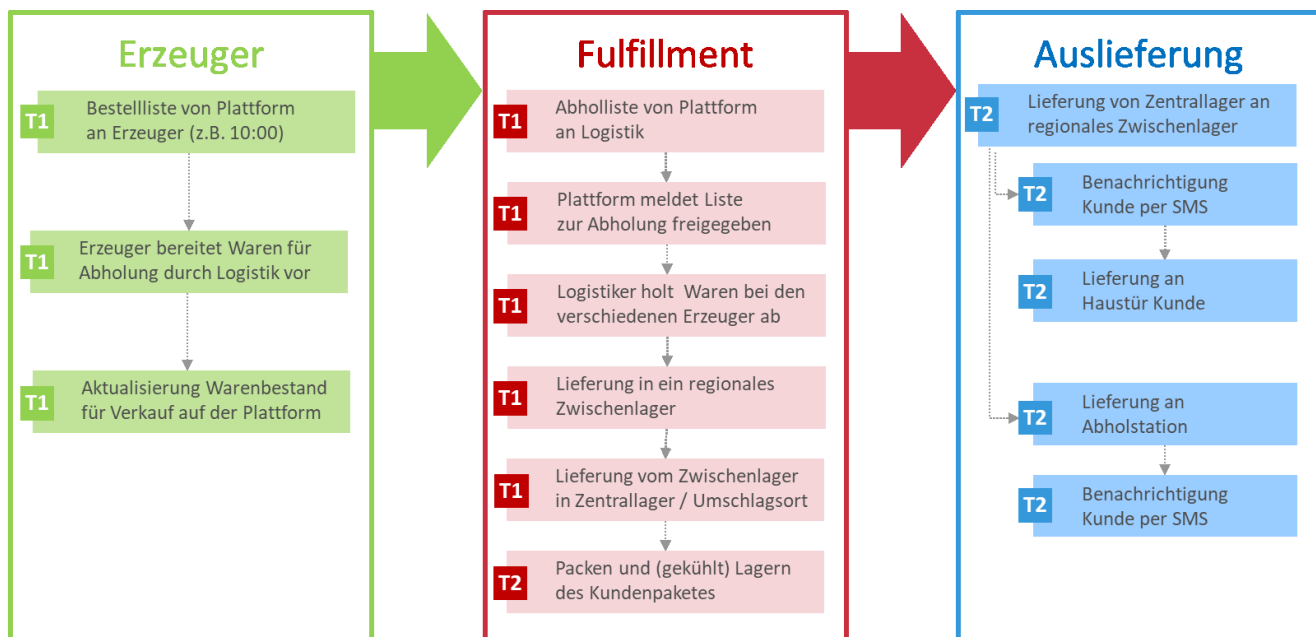 Erzeuger
T1
Bestellliste von Plattform
an Erzeuger (z.B. 10:00)
T1
Erzeuger bereitet Waren für
Abholung durch Logistik vor
T1
Aktualisierung Warenbestand
für Verkauf auf der Plattform
Fulfillment
T1
Abholliste von Plattform
an Logistik
T1
Plattform meldet Liste
zur Abholung freigegeben
T1
Logistiker holt Waren bei den
verschiedenen Erzeuger ab
T1
Lieferung in ein regionales
Zwischenlager
T1
Lieferung vom Zwischenlager
in Zentrallager / Umschlagsort
T2
Packen und (gekühlt) Lagern
des Kundenpaketes
Auslieferung
T2
Lieferung von Zentrallager an
regionales Zwischenlager
T2
Benachrichtigung
Kunde per SMS
T2
Lieferung an
Haustür Kunde
T2
Lieferung an
Abholstation
T2
Benachrichtigung
Kunde per SMS